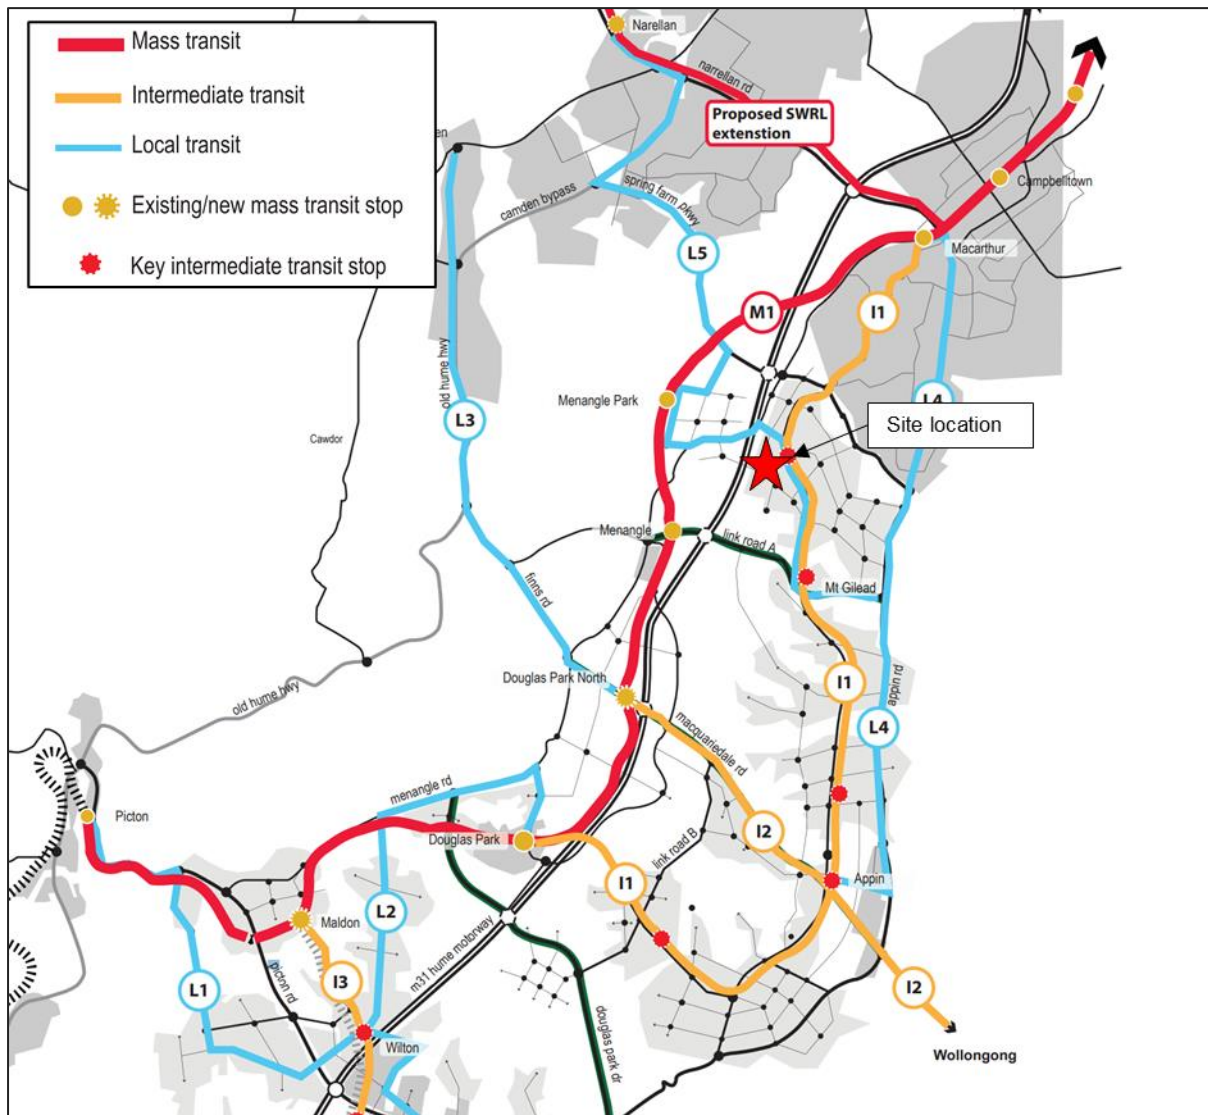 Mass transit
Intermediate transit
Local transit
Existing/new mass transit stop
Key intermediate transit stop
Narellan
narrellan rd
Proposed SWRL
extenstion
en
camden bypass
spring farm pkwy
Campbelltown
Macarthur
L5
M1
I1
old hume hwy
L4
Menangle Park
L3
Cawdor
Site location
Menangle
link road A
finns rd
Mt Gilead
Douglas Park North
I1
appin rd
old hume hwy
macquariedale rd
L4
menangle rd
Picton
Douglas Park
I2
link road B
I1
Appin
Maldon
L2
m31 hume motorway
picton rd
I3
L1
I2
douglas park dr
Wilton
Wollongong